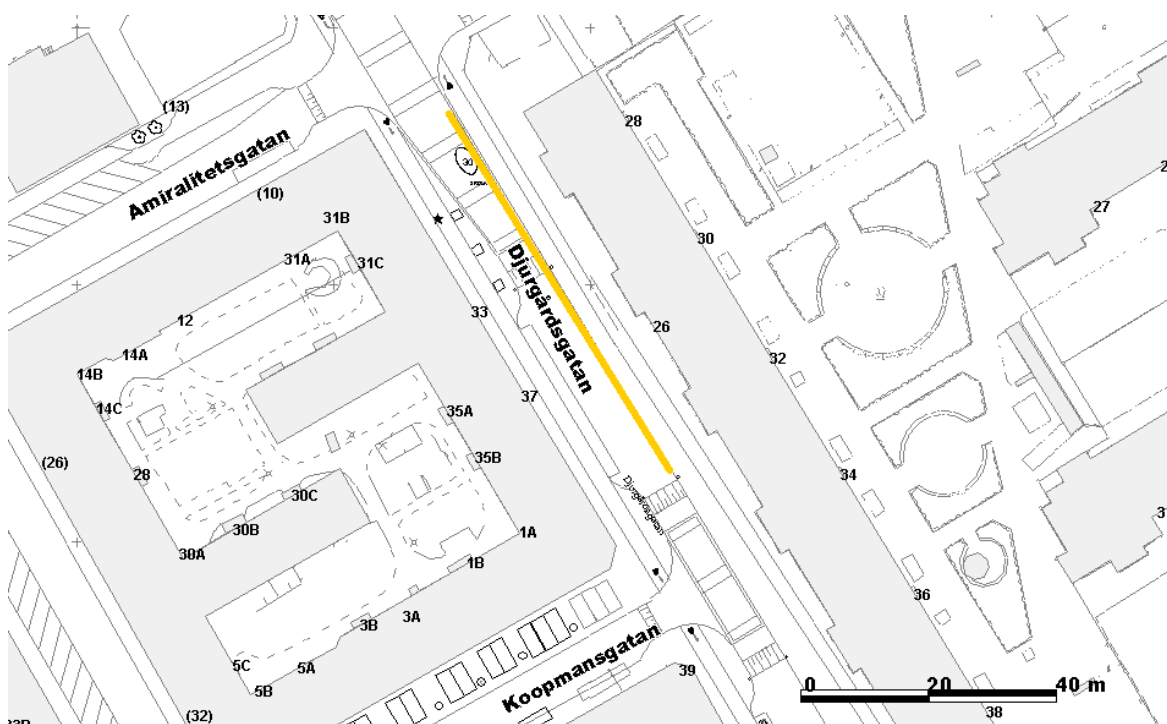 (13)
28
Amiralitetsgatan
30
(10)
31B
31A
31C
30
27
12
33
26
Djurgårdsgatan
14A
14B
32
14C
37
35A
(26)
28
35B
34
30C
30B
30A
1A
Djurgårdsgatan
1B
36
3A
3B
5C
5A
5B
Koopmansgatan
39
0 20 40 m
(32)
38